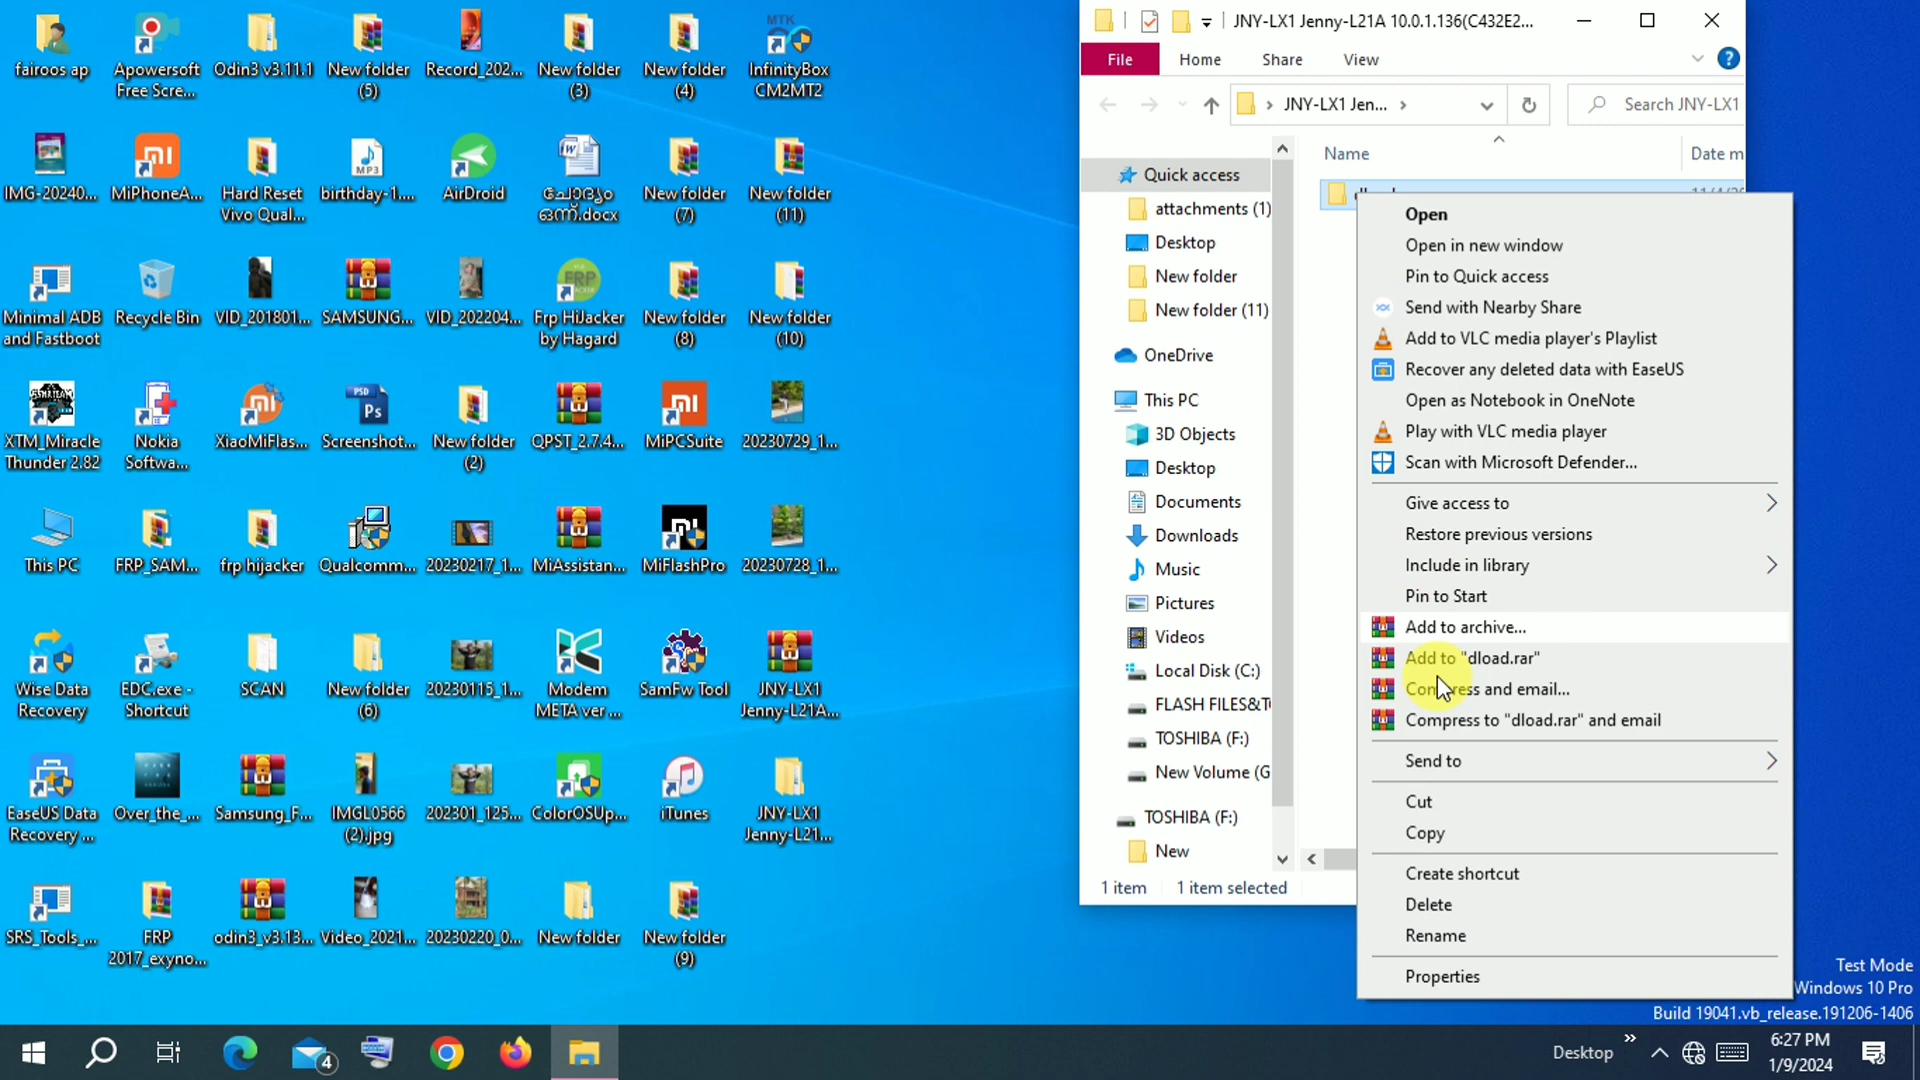 fairoos ap
Apowersoft
Free Scre...
Odin3 v3.11.1
New folder
(5)
Record_202...
New folder
(3)
New folder
(4)
InfinityBox
CM2MT2
IMG-20240...
MiPhoneA...
Hard Reset
Vivo Qual...
birthday-1....
AirDroid
ചോദ്യം
ഒന്ന്.docx
New folder
(7)
New folder
(11)
Minimal ADB
and Fastboot
Recycle Bin
VID_201801...
SAMSUNG...
VID_202204...
Frp HiJacker
by Hagard
New folder
(8)
New folder
(10)
XTM_Miracle
Thunder 2.82
Nokia
Softwa...
XiaoMiFlas...
Screenshot...
New folder
(2)
QPST_2.7.4...
MiPCSuite
20230729_1...
This PC
FRP_SAM...
frp hijacker
Qualcomm...
20230217_1...
MiAssistan...
MiFlashPro
20230728_1...
Wise Data
Recovery
EDC.exe -
Shortcut
SCAN
New folder
(6)
20230115_1...
Modem
META ver ...
SamFw Tool
JNY-LX1
Jenny-L21A...
EaseUS Data
Recovery ...
Over_the_...
Samsung_F...
IMGL0566
(2).jpg
202301_125...
ColorOSUp...
iTunes
JNY-LX1
Jenny-L21...
SRS_Tools_...
FRP
2017_exyno...
odin3_v3.13...
Video_2021...
20230220_0...
New folder
New folder
(9)
JNY-LX1 Jenny-L21A 10.0.1.136(C432E2...
File
Home
Share
View
JNY-LX1 Jen...
Search JNY-LX1
Name
Date m
Quick access
attachments (1)
Desktop
New folder
New folder (11)
OneDrive
This PC
3D Objects
Desktop
Documents
Downloads
Music
Pictures
Videos
Local Disk (C:)
FLASH FILES&T
TOSHIBA (F:)
New Volume (G
TOSHIBA (F:)
New
1 item
1 item selected
Open
Open in new window
Pin to Quick access
Send with Nearby Share
Add to VLC media player's Playlist
Recover any deleted data with EaseUS
Open as Notebook in OneNote
Play with VLC media player
Scan with Microsoft Defender...
Give access to
Restore previous versions
Include in library
Pin to Start
Add to archive...
Add to "dload.rar"
Compress and email...
Compress to "dload.rar" and email
Send to
Cut
Copy
Create shortcut
Delete
Rename
Properties
Test Mode
Windows 10 Pro
Build 19041.vb_release.191206-1406
4
Desktop
6:27 PM
1/9/2024